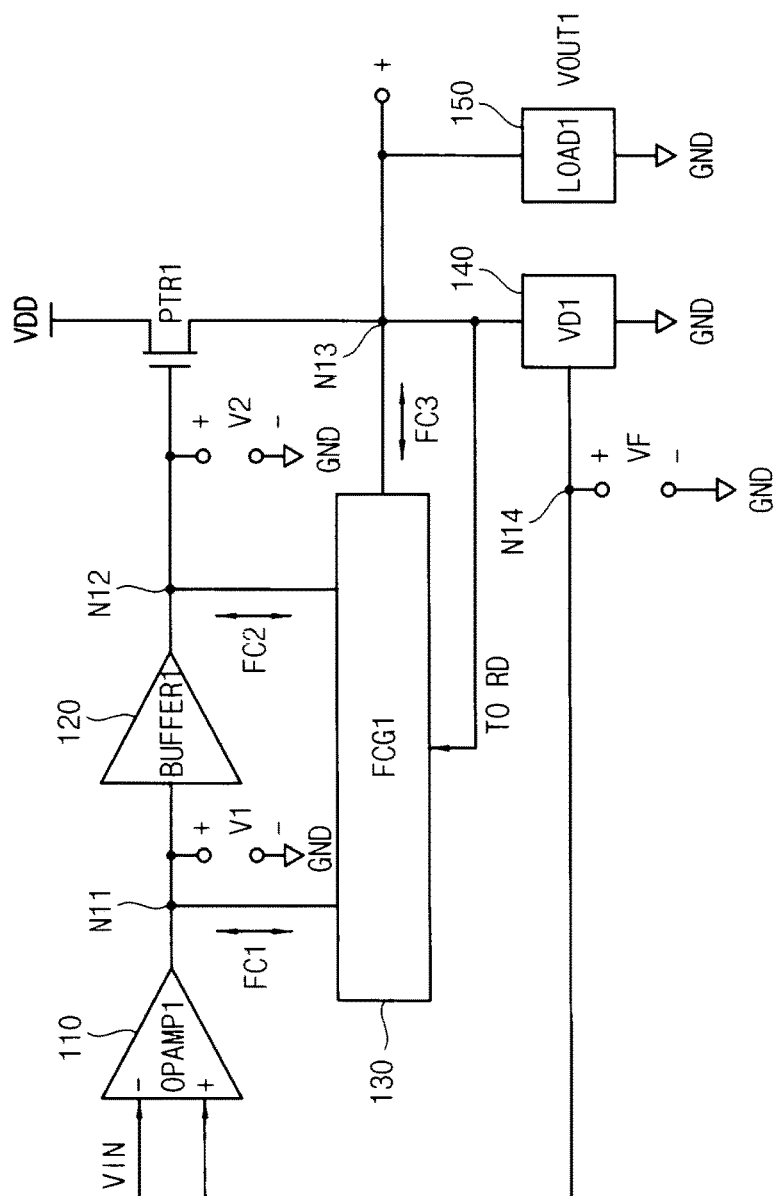 VDD
PTR1
110
120
N11
N12
VIN
-
+
OPAMP1
BUFFER1
+
V1
-
GND
+
V2
-
GND
FC1
FC2
N13
+
FC3
130
FCG1
TO RD
140
150
VD1
LOAD1
VOUT1
GND
GND
N14
+
VF
-
GND